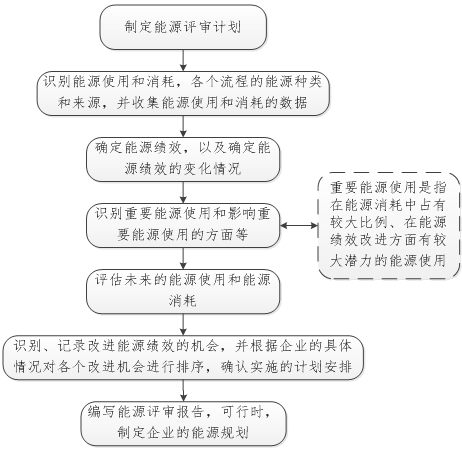 制定能源评审计划
识别能源使用和消耗，各个流程的能源种类
和来源，并收集能源使用和消耗的数据
确定能源绩效，以及确定能
源绩效的变化情况
识别重要能源使用和影响重
要能源使用的方面等
重要能源使用是指
在能源消耗中占有
较大比例、在能源
绩效改进方面有较
大潜力的能源使用
评估未来的能源使用和能源
消耗
识别、记录改进能源绩效的机会，并根据企业的具体
情况对各个改进机会进行排序，确认实施的计划安排
编写能源评审报告，可行时，
制定企业的能源规划